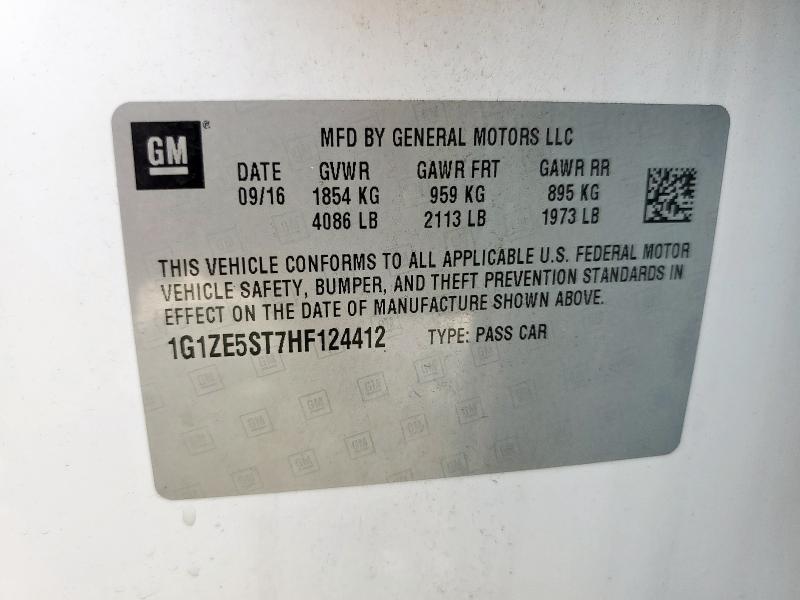 GM®
MFD BY GENERAL MOTORS LLC
DATE GVWR GAWR FRT GAWR RR
09/16 1854 KG 959 KG 895 KG
4086 LB 2113 LB 1973 LB
THIS VEHICLE CONFORMS TO ALL APPLICABLE U.S. FEDERAL MOTOR
VEHICLE SAFETY, BUMPER, AND THEFT PREVENTION STANDARDS IN
EFFECT ON THE DATE OF MANUFACTURE SHOWN ABOVE.
1G1ZE5ST7HF124412 TYPE: PASS CAR